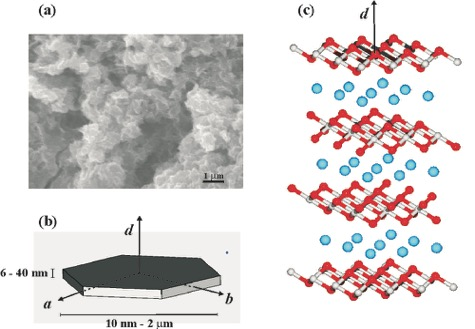 (a)
1 μm
(b)
d
6 - 40 nm
a
b
10 nm - 2 μm
(c)
d